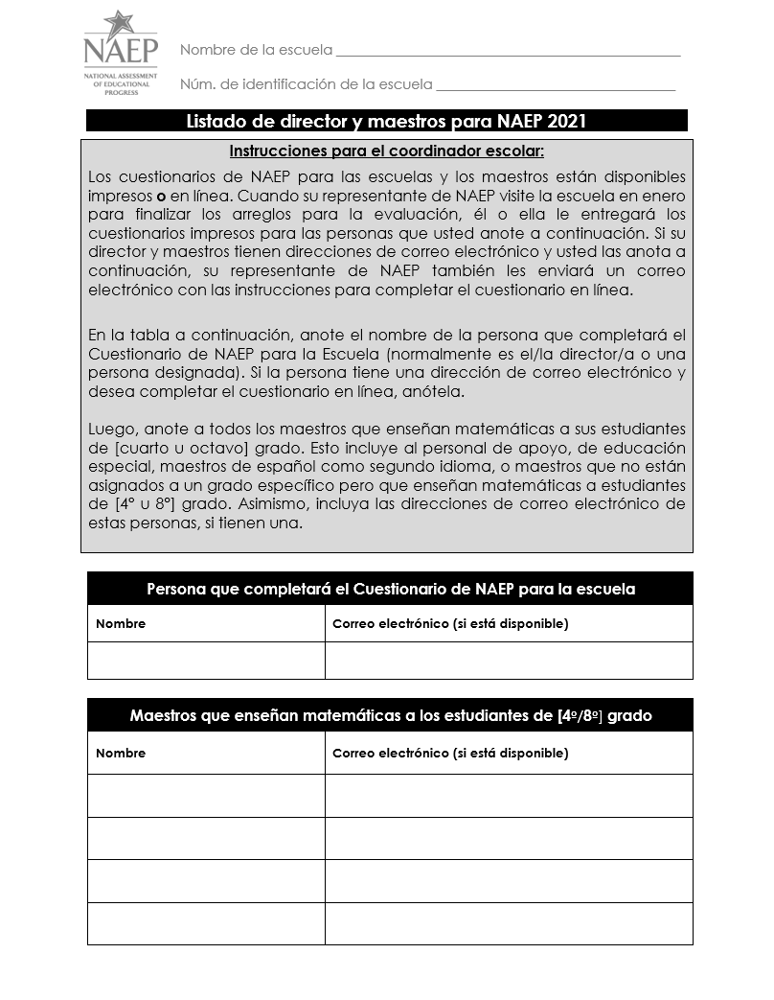 NAEP
NATIONAL ASSESSMENT
OF EDUCATIONAL
PROGRESS
Nombre de la escuela ____________________________________________
Núm. de identificación de la escuela ______________________________
Listado de director y maestros para NAEP 2021
Instrucciones para el coordinador escolar:
Los cuestionarios de NAEP para las escuelas y los maestros están disponibles
impresos o en línea. Cuando su representante de NAEP visite la escuela en enero
para finalizar los arreglos para la evaluación, él o ella le entregará los
cuestionarios impresos para las personas que usted anote a continuación. Si su
director y maestros tienen direcciones de correo electrónico y usted las anota a
continuación, su representante de NAEP también les enviará un correo
electrónico con las instrucciones para completar el cuestionario en línea.
En la tabla a continuación, anote el nombre de la persona que completará el
Cuestionario de NAEP para la Escuela (normalmente es el/la director/a o una
persona designada). Si la persona tiene una dirección de correo electrónico y
desea completar el cuestionario en línea, anótela.
Luego, anote a todos los maestros que enseñan matemáticas a sus estudiantes
de [cuarto u octavo] grado. Esto incluye al personal de apoyo, de educación
especial, maestros de español como segundo idioma, o maestros que no están
asignados a un grado específico pero que enseñan matemáticas a estudiantes
de [4° u 8°] grado. Asimismo, incluya las direcciones de correo electrónico de
estas personas, si tienen una.
Persona que completará el Cuestionario de NAEP para la escuela
Nombre Correo electrónico (si está disponible)
Maestros que enseñan matemáticas a los estudiantes de [4º/8º] grado
Nombre Correo electrónico (si está disponible)